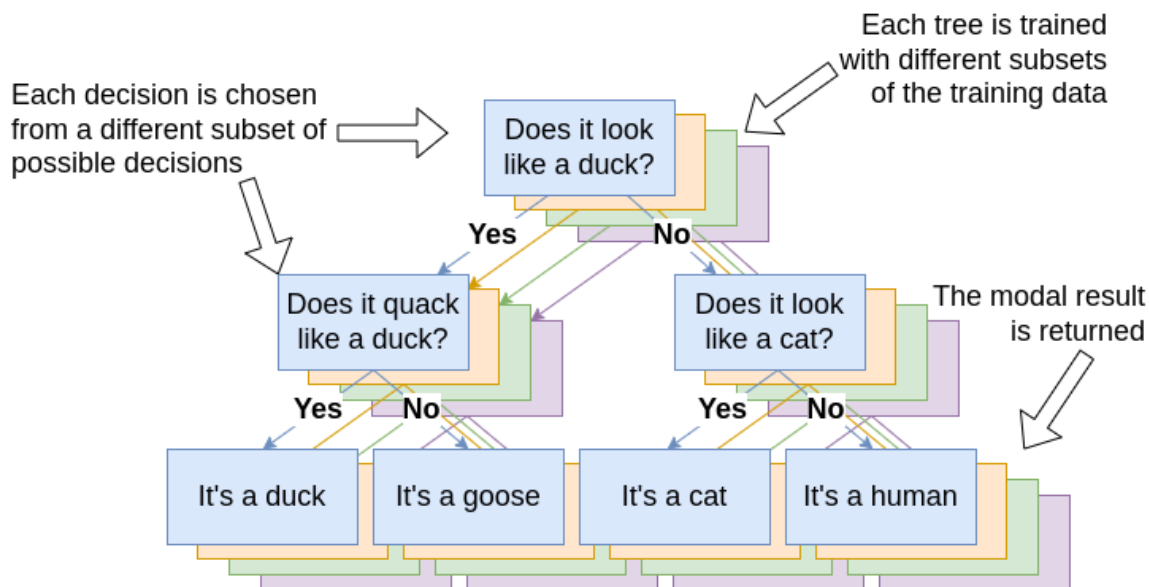 Each tree is trained
with different subsets
of the training data
Each decision is chosen
from a different subset of
possible decisions
Does it look
like a duck?
Yes
No
Does it quack
like a duck?
Does it look
like a cat?
The modal result
is returned
Yes
No
Yes
No
It's a duck
It's a goose
It's a cat
It's a human